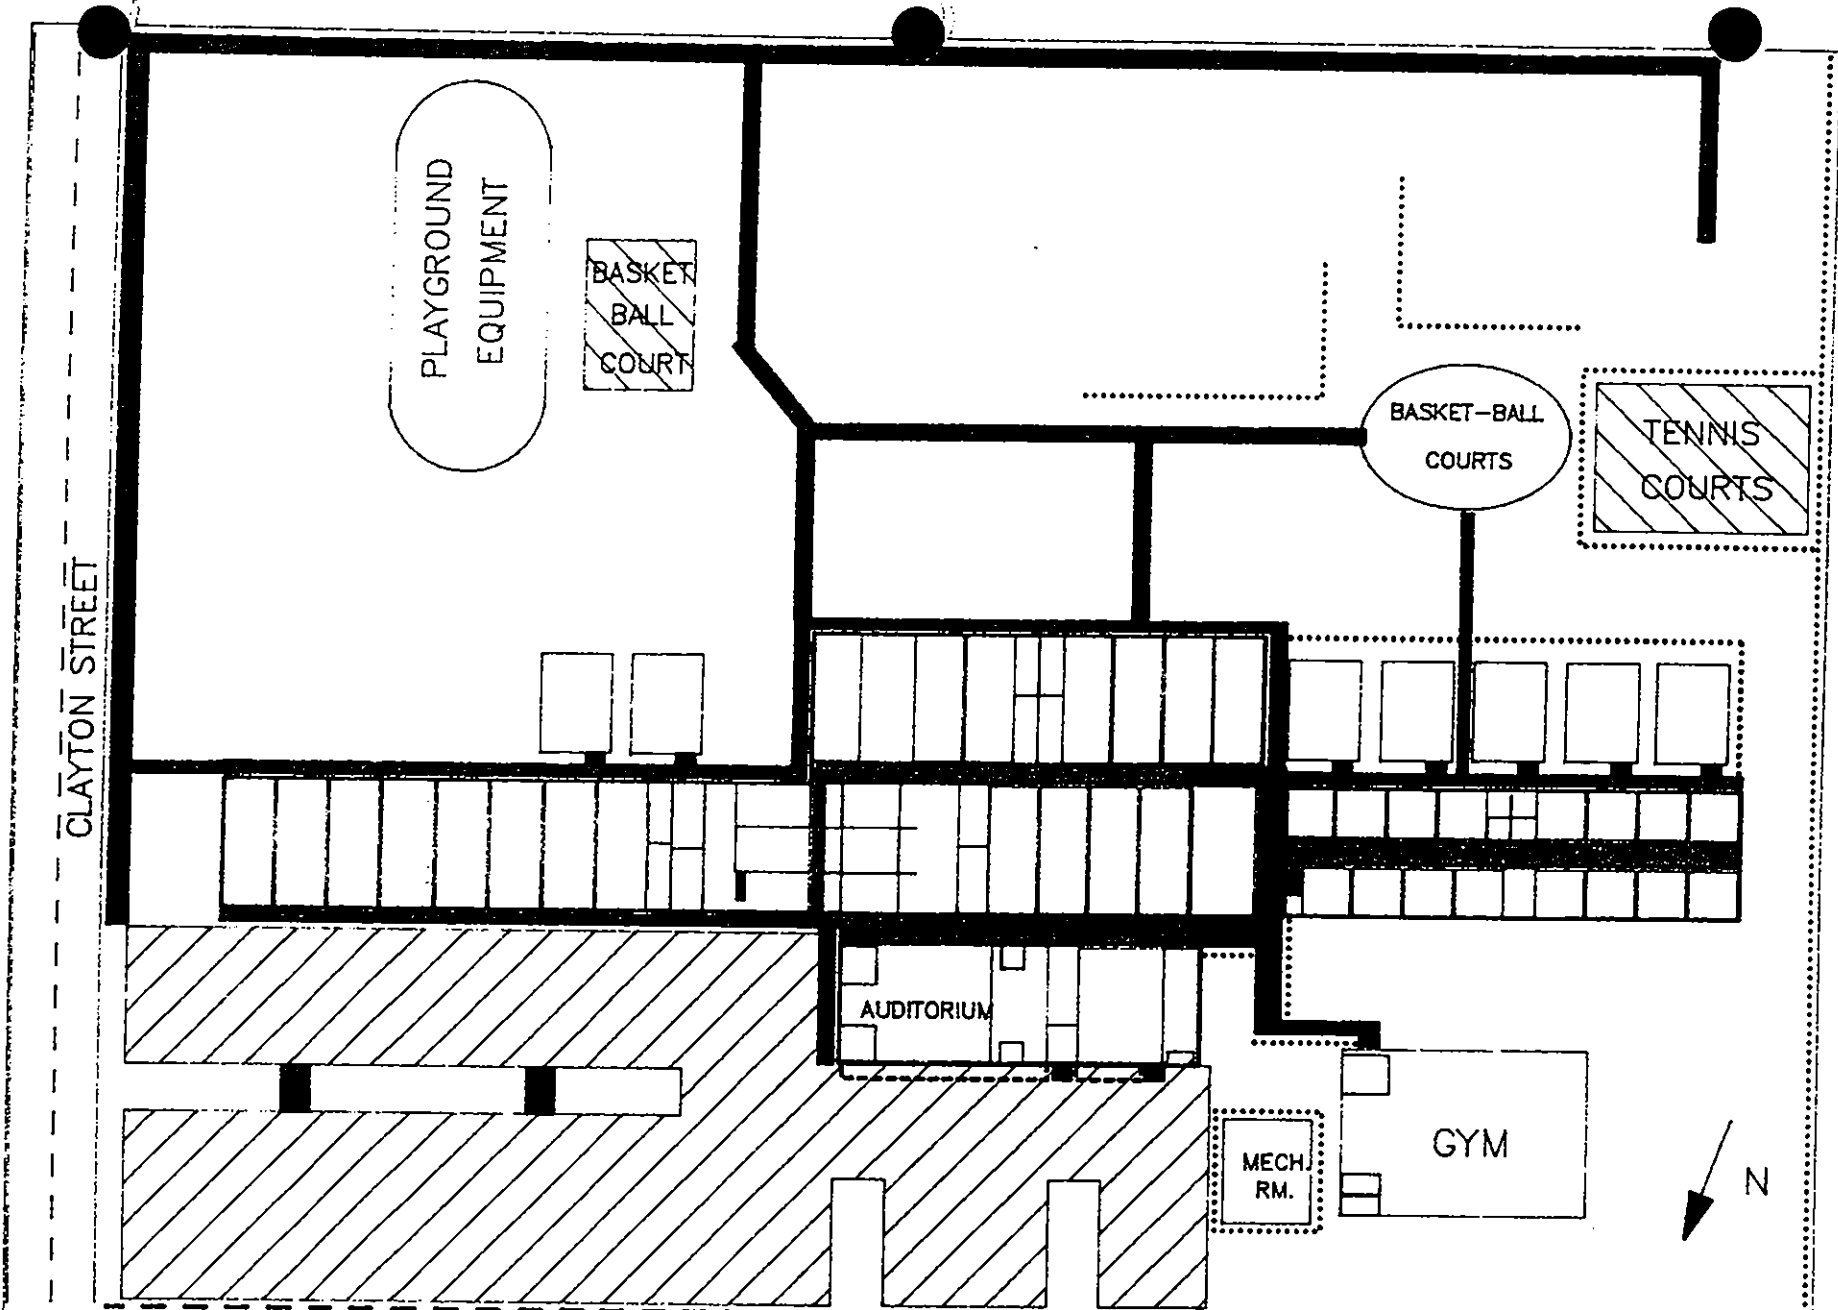 PLAYGROUND
EQUIPMENT
BASKET
BALL
COURT
BASKET-BALL
COURTS
TENNIS
COURTS
CLAYTON STREET
AUDITORIUM
MECH.
RM.
GYM
N